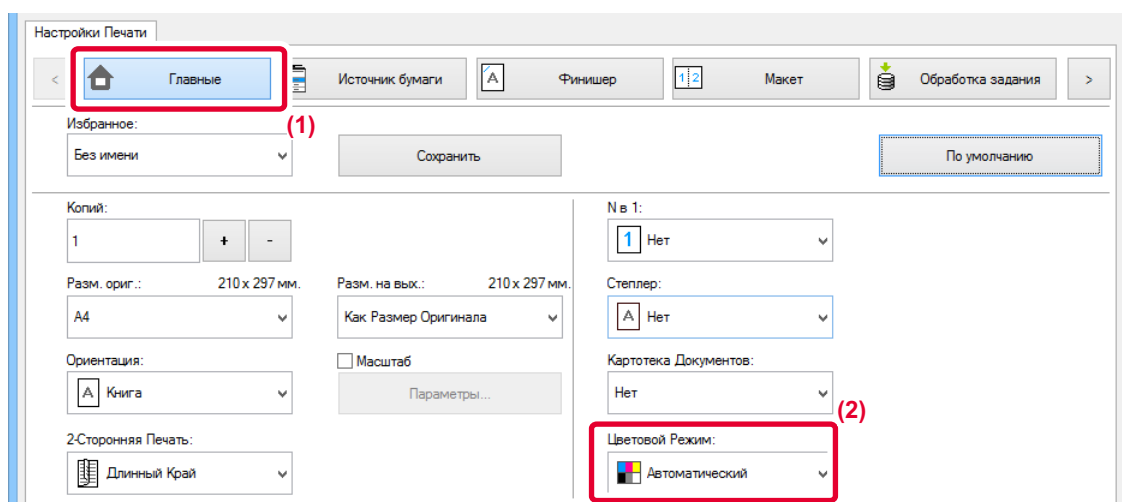 Настройки Печати
< Главные Источник бумаги A Финишер 1 2 Макет Обработка задания >
(1)
Избранное:
Без имени Сохранить По умолчанию
Копий: N в 1:
1 + - 1 Нет
Разм. ориг.: 210 x 297 мм. Разм. на вых.: 210 x 297 мм. Степлер:
A4 Как Размер Оригинала A Нет
Ориентация: Масштаб Картотека Документов:
A Книга Параметры... Нет
(2)
2-Сторонняя Печать: Цветовой Режим:
Длинный Край Автоматический